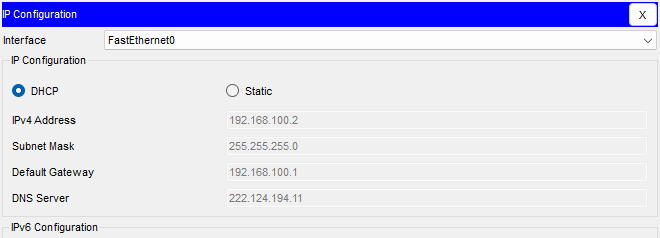 IP Configuration X
Interface FastEthernet0
IP Configuration
DHCP Static
IPv4 Address 192.168.100.2
Subnet Mask 255.255.255.0
Default Gateway 192.168.100.1
DNS Server 222.124.194.11
IPv6 Configuration